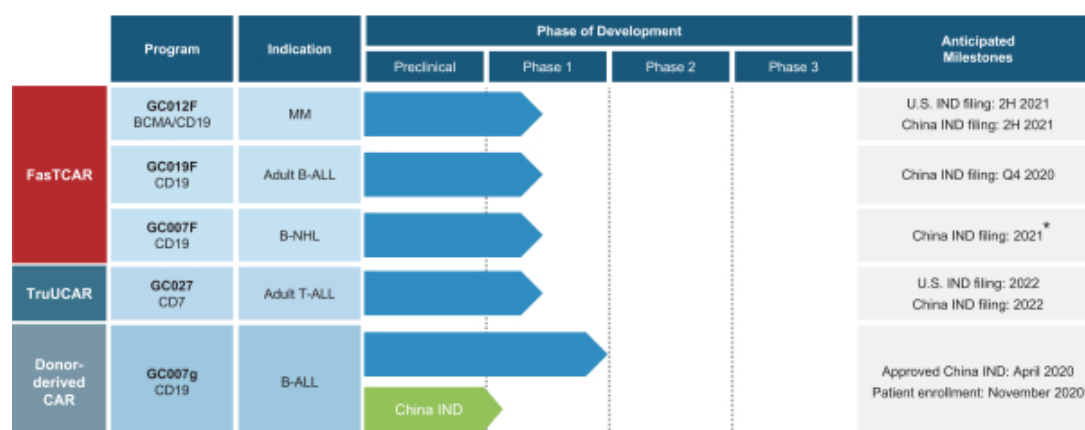 Program
Indication
Phase of Development
Anticipated
Milestones
Preclinical
Phase 1
Phase 2
Phase 3
FasTCAR
GC012F
BCMA/CD19
MM
U.S. IND filing: 2H 2021
China IND filing: 2H 2021
GC019F
CD19
Adult B-ALL
China IND filing: Q4 2020
GC007F
CD19
B-NHL
China IND filing: 2021*
TruUCAR
GC027
CD7
Adult T-ALL
U.S. IND filing: 2022
China IND filing: 2022
Donor-
derived
CAR
GC007g
CD19
B-ALL
China IND
Approved China IND: April 2020
Patient enrollment: November 2020